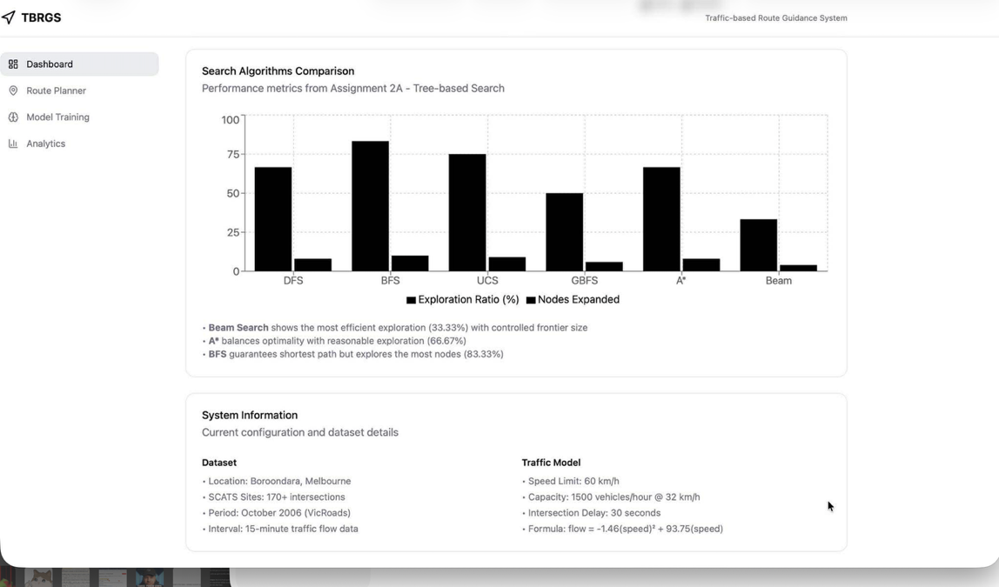 TBRGS
Traffic-based Route Guidance System
Dashboard
Route Planner
Model Training
Analytics
Search Algorithms Comparison
Performance metrics from Assignment 2A - Tree-based Search
100
75
50
25
0
DFS BFS UCS GBFS A* Beam
Exploration Ratio (%) Nodes Expanded
• Beam Search shows the most efficient exploration (33.33%) with controlled frontier size
• A* balances optimality with reasonable exploration (66.67%)
• BFS guarantees shortest path but explores the most nodes (83.33%)
System Information
Current configuration and dataset details
Dataset
• Location: Boroondara, Melbourne
• SCATS Sites: 170+ intersections
• Period: October 2006 (VicRoads)
• Interval: 15-minute traffic flow data
Traffic Model
• Speed Limit: 60 km/h
• Capacity: 1500 vehicles/hour @ 32 km/h
• Intersection Delay: 30 seconds
• Formula: flow = -1.46(speed)² + 93.75(speed)